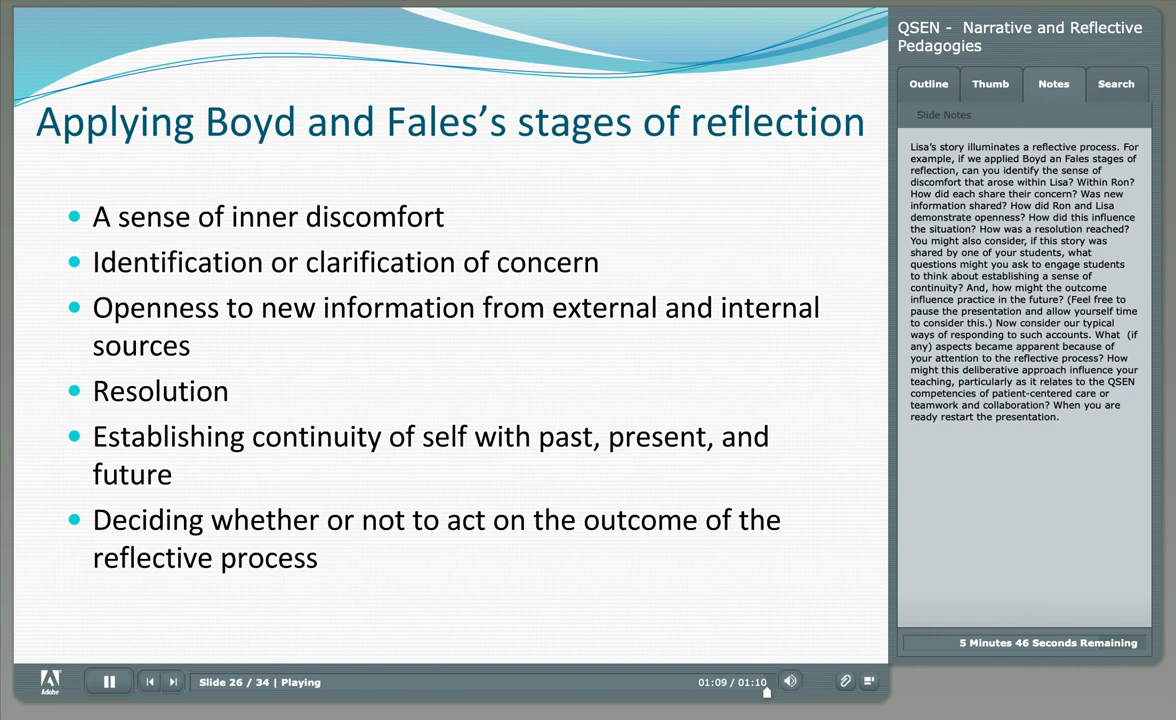 QSEN - Narrative and Reflective
Pedagogies
Outline
Thumb
Notes
Search
Slide Notes
Applying Boyd and Fales's stages of reflection
• A sense of inner discomfort
• Identification or clarification of concern
• Openness to new information from external and internal
sources
• Resolution
• Establishing continuity of self with past, present, and
future
• Deciding whether or not to act on the outcome of the
reflective process
Lisa's story illuminates a reflective process. For
example, if we applied Boyd an Fales stages of
reflection, can you identify the sense of
discomfort that arose within Lisa? Within Ron?
How did each share their concern? Was new
information shared? How did Ron and Lisa
demonstrate openness? How did this influence
the situation? How was a resolution reached?
You might also consider, if this story was
shared by one of your students, what
questions might you ask to engage students
to think about establishing a sense of
continuity? And, how might the outcome
influence practice in the future? (Feel free to
pause the presentation and allow yourself time
to consider this.) Now consider our typical
ways of responding to such accounts. What (if
any) aspects became apparent because of
your attention to the reflective process? How
might this deliberative approach influence your
teaching, particularly as it relates to the QSEN
competencies of patient-centered care or
teamwork and collaboration? When you are
ready restart the presentation.
5 Minutes 46 Seconds Remaining
Adobe
Slide 26 / 34 | Playing
01:09 / 01:10